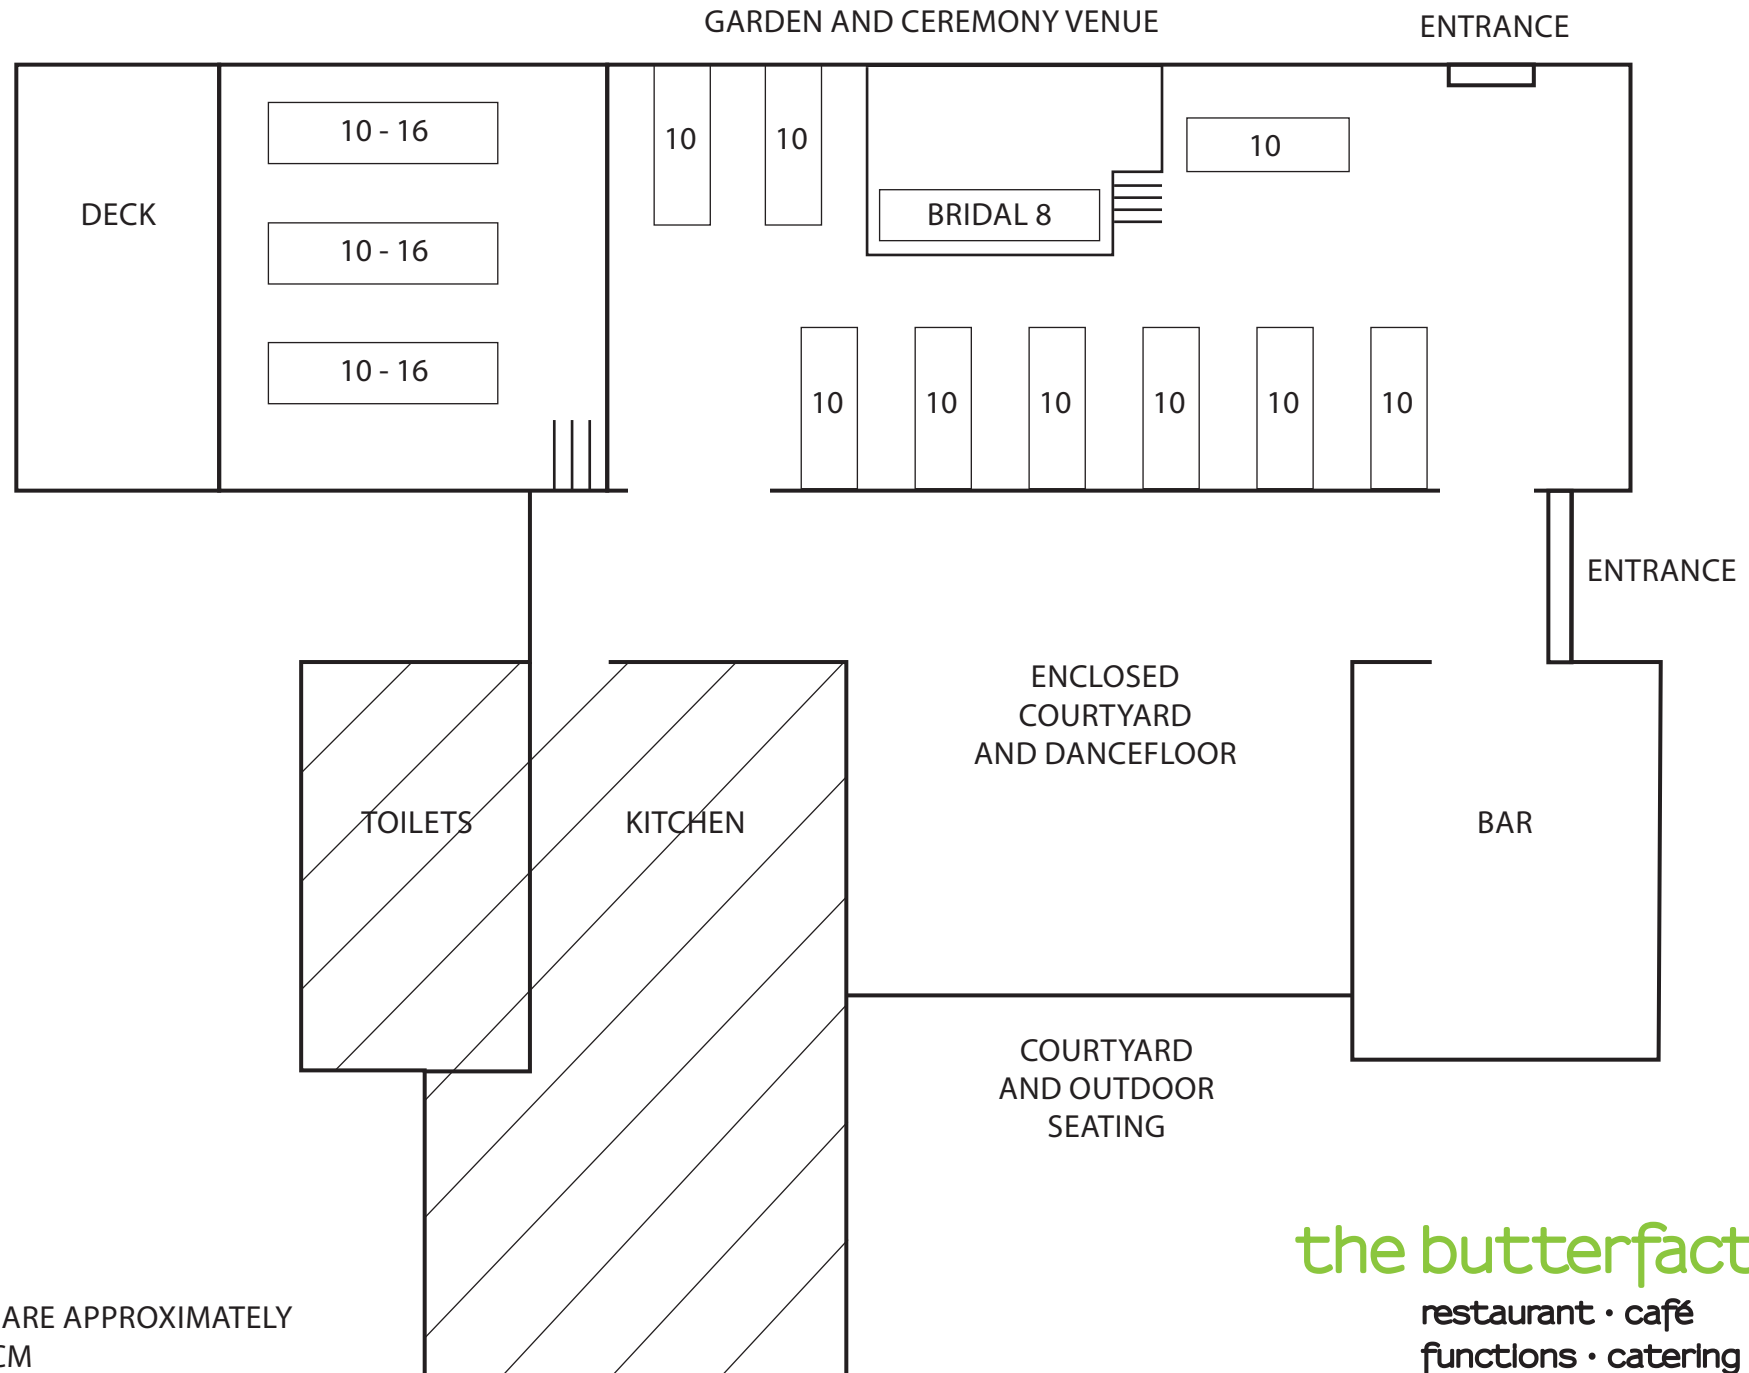 GARDEN AND CEREMONY VENUE
ENTRANCE
10 - 16
10
10
10
DECK
BRIDAL 8
10 - 16
10 - 16
10
10
10
10
10
10
ENTRANCE
ENCLOSED
COURTYARD
AND DANCEFLOOR
TOILETS
KITCHEN
BAR
COURTYARD
AND OUTDOOR
SEATING
the butterfact
restaurant · café
functions · catering
ARE APPROXIMATELY
CM